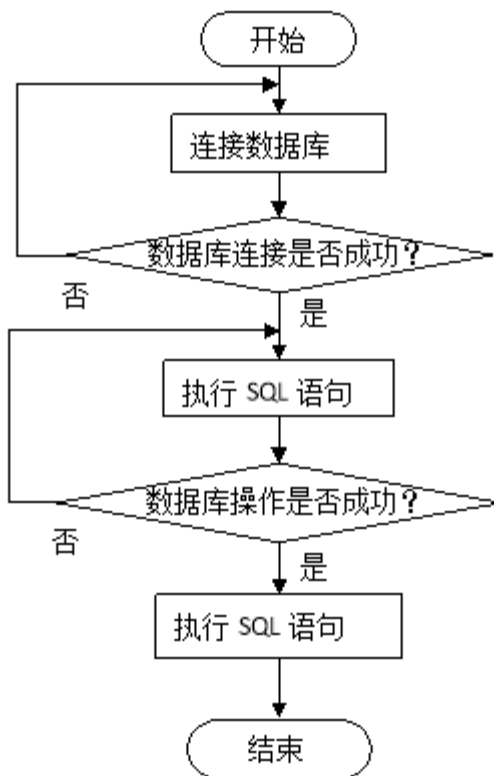 开始
连接数据库
数据库连接是否成功？
否
是
执行 SQL 语句
数据库操作是否成功？
否
是
执行 SQL 语句
结束